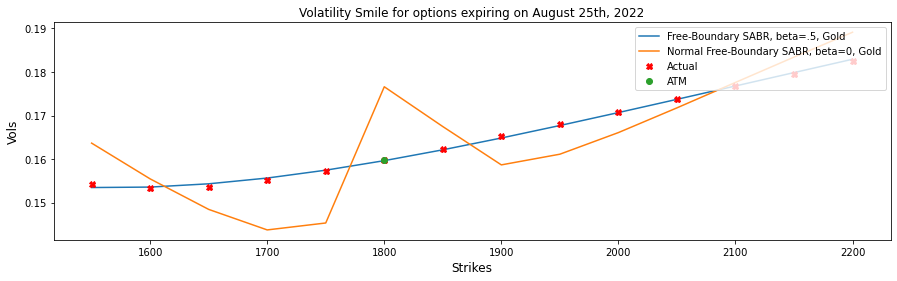 Volatility Smile for options expiring on August 25th, 2022
0.19
0.18
0.17
0.16
0.15
Vols
Free-Boundary SABR, beta=.5, Gold
Normal Free-Boundary SABR, beta=0, Gold
Actual
ATM
1600 1700 1800 1900 2000 2100 2200
Strikes